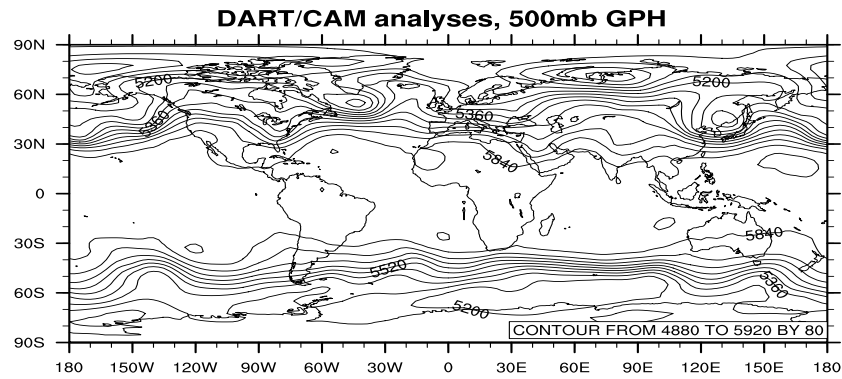 DART/CAM analyses, 500mb GPH
90N
60N
30N
0
30S
60S
90S
5200
5360
5360
5200
5840
5840
5520
5360
5200
CONTOUR FROM 4880 TO 5920 BY 80
180 150W 120W 90W 60W 30W 0 30E 60E 90E 120E 150E 180